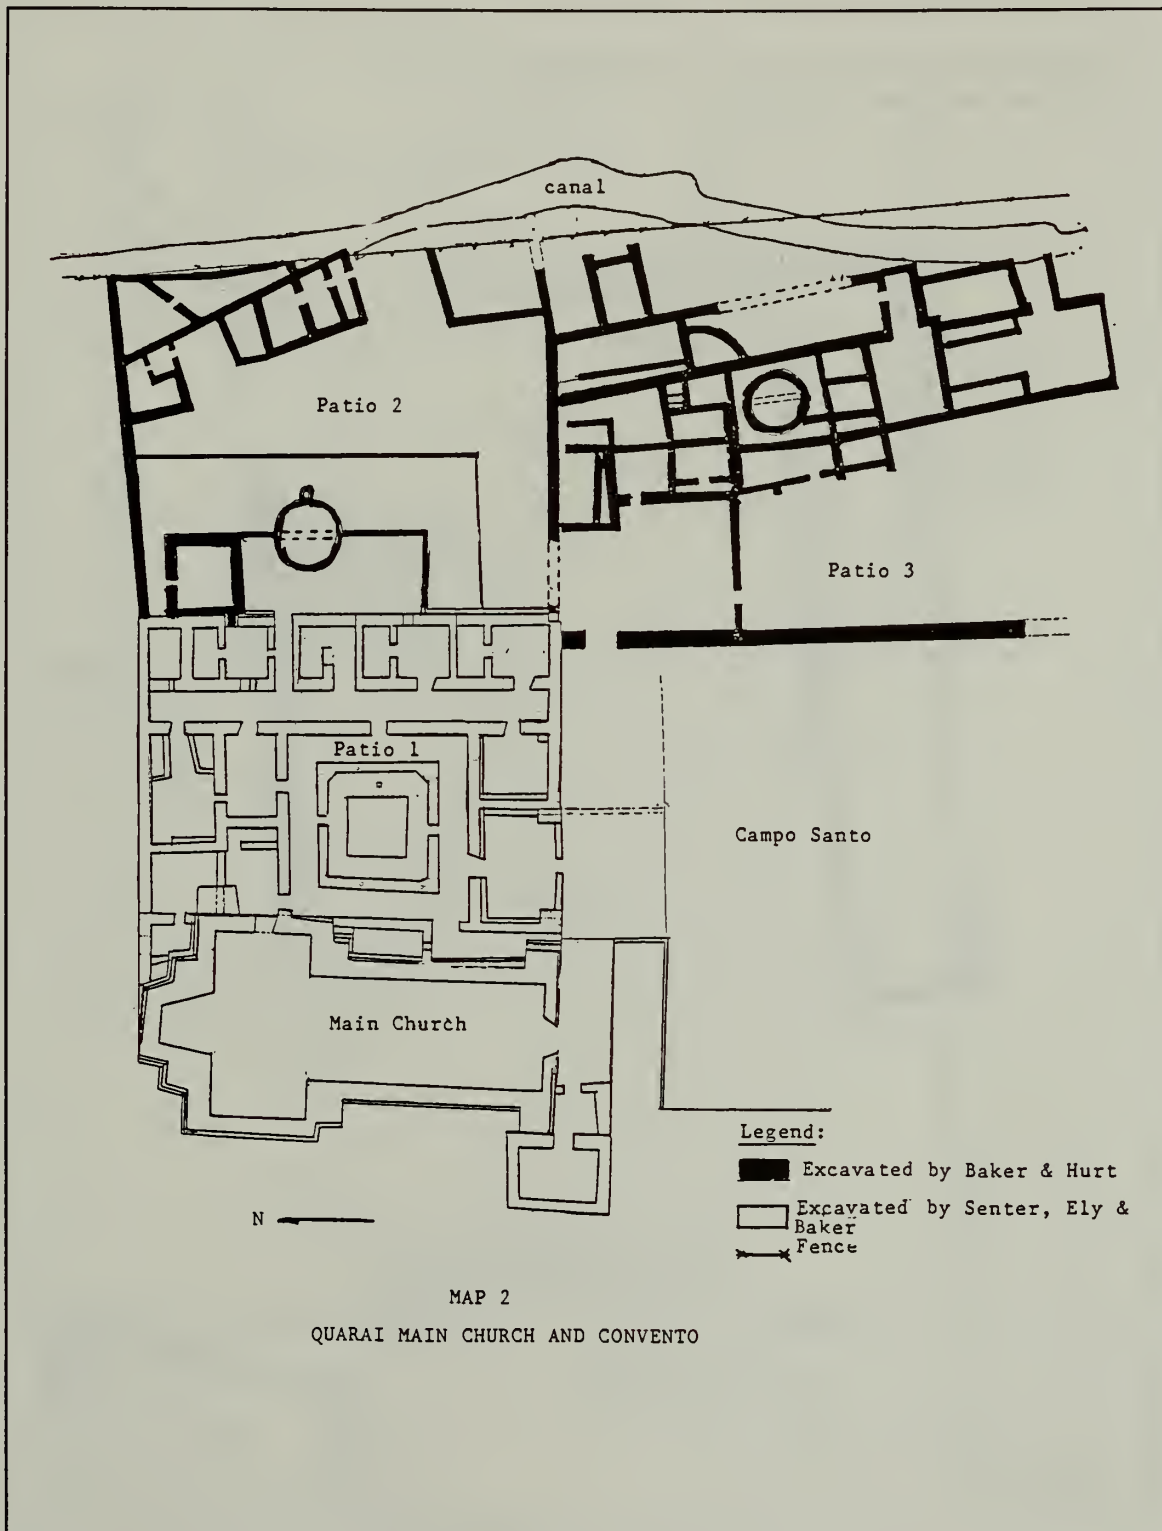 canal
Patio 2
Patio 3
Patio 1
Campo Santo
Main Church
Legend:
Excavated by Baker & Hurt
Excavated by Senter, Ely &
Baker
Fence
N
MAP 2
QUARAI MAIN CHURCH AND CONVENTO